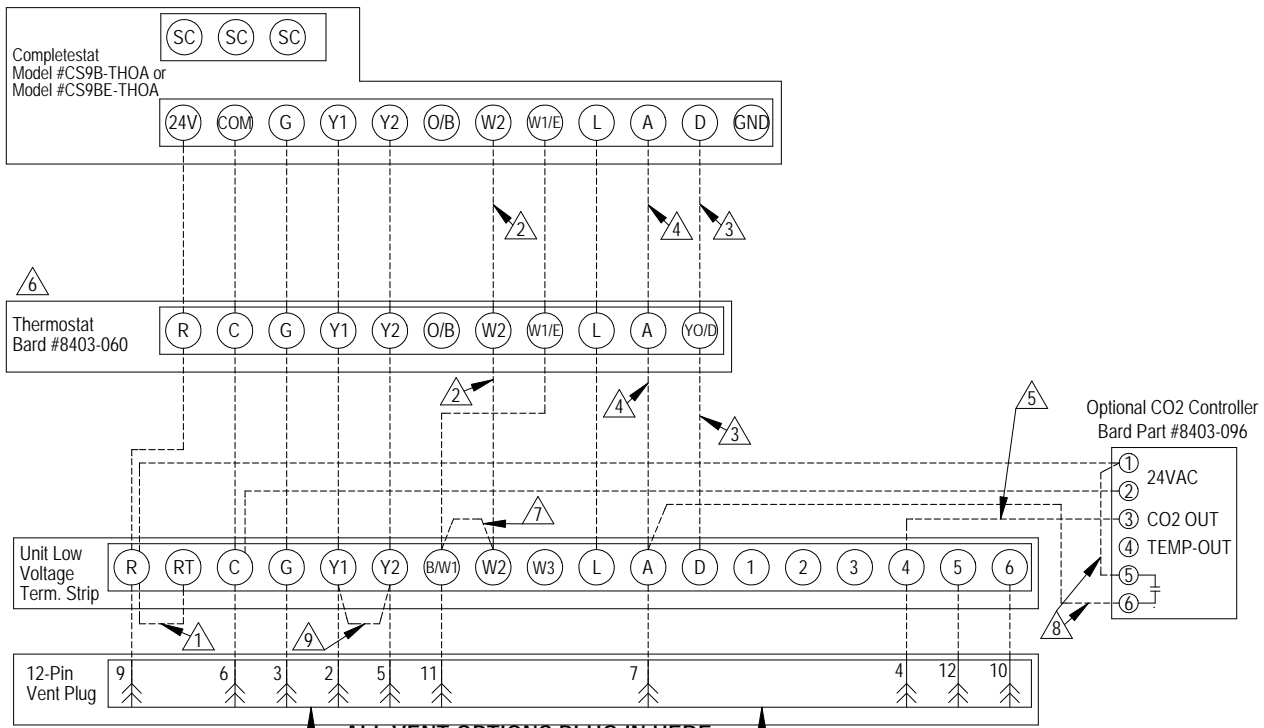 SC SC SC
Completestat
Model #CS9B-THOA or
Model #CS9BE-THOA
24V COM G Y1 Y2 O/B W2 W1/E L A D GND
2 4 3
6
Thermostat
Bard #8403-060
R C G Y1 Y2 O/B W2 W1/E L A YO/D
2 4 3 5
Optional CO2 Controller
Bard Part #8403-096
1
24VAC
2
3 CO2 OUT
4 TEMP-OUT
5
6
7
8
Unit Low
Voltage
Term. Strip
R RT C G Y1 Y2 B/W1 W2 W3 L A D 1 2 3 4 5 6
1 9
12-Pin
Vent Plug
9 6 3 2 5 11 7 4 12 10
ALL VENT OPTIONS PLUG IN HERE